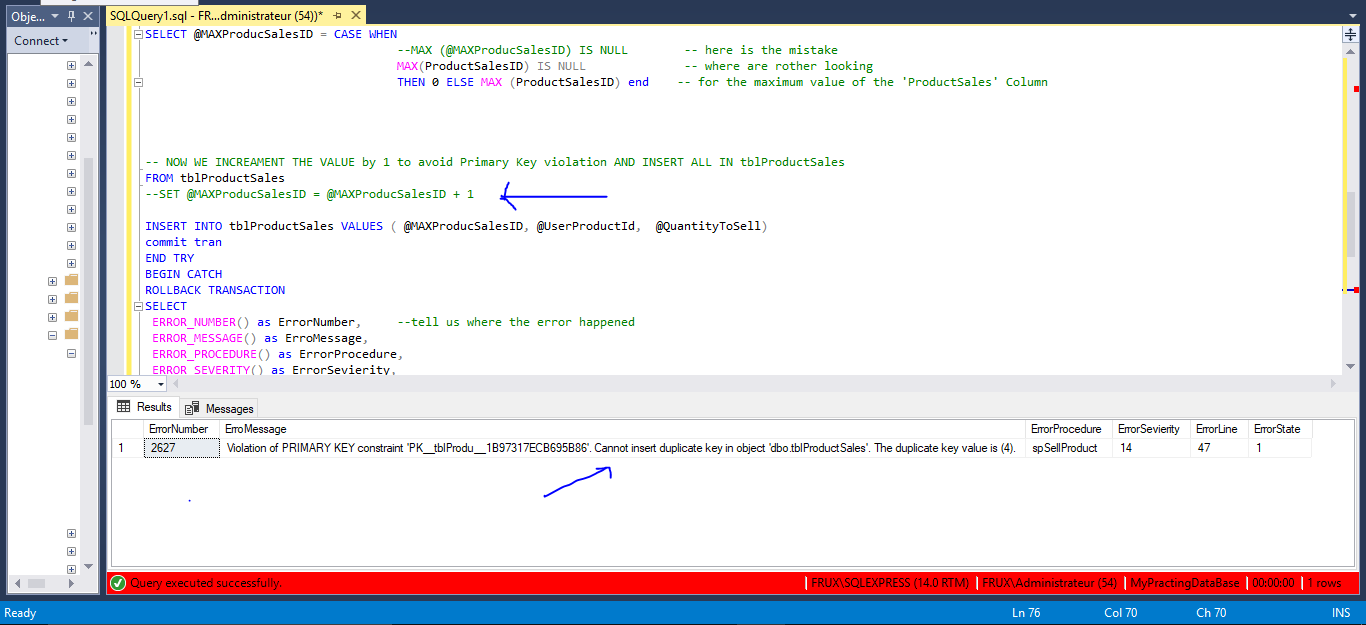 Obje...
SQLQuery1.sql - FR...dministrateur (54))*
Connect
SELECT @MAXProducSalesID = CASE WHEN
--MAX (@MAXProducSalesID) IS NULL -- here is the mistake
MAX(ProductSalesID) IS NULL -- where are rother looking
THEN 0 ELSE MAX (ProductSalesID) end -- for the maximum value of the 'ProductSales' Column
-- NOW WE INCREAMENT THE VALUE by 1 to avoid Primary Key violation AND INSERT ALL IN tblProductSales
FROM tblProductSales
--SET @MAXProducSalesID = @MAXProducSalesID + 1
INSERT INTO tblProductSales VALUES ( @MAXProducSalesID, @UserProductId, @QuantityToSell)
commit tran
END TRY
BEGIN CATCH
ROLLBACK TRANSACTION
SELECT
ERROR_NUMBER() as ErrorNumber, --tell us where the error happened
ERROR_MESSAGE() as ErroMessage,
ERROR_PROCEDURE() as ErrorProcedure,
ERROR_SEVERITY() as ErrorSevierity,
100 %
Results Messages
ErrorNumber ErroMessage ErrorProcedure ErrorSevierity ErrorLine ErrorState
1 2627 Violation of PRIMARY KEY constraint 'PK__tblProdu__1B97317ECB695B86'. Cannot insert duplicate key in object 'dbo.tblProductSales'. The duplicate key value is (4). spSellProduct 14 47 1
Query executed successfully. FRUX\SQLEXPRESS (14.0 RTM) FRUX\Administrateur (54) MyPractingDataBase 00:00:00 1 rows
Ready Ln 76 Col 70 Ch 70 INS